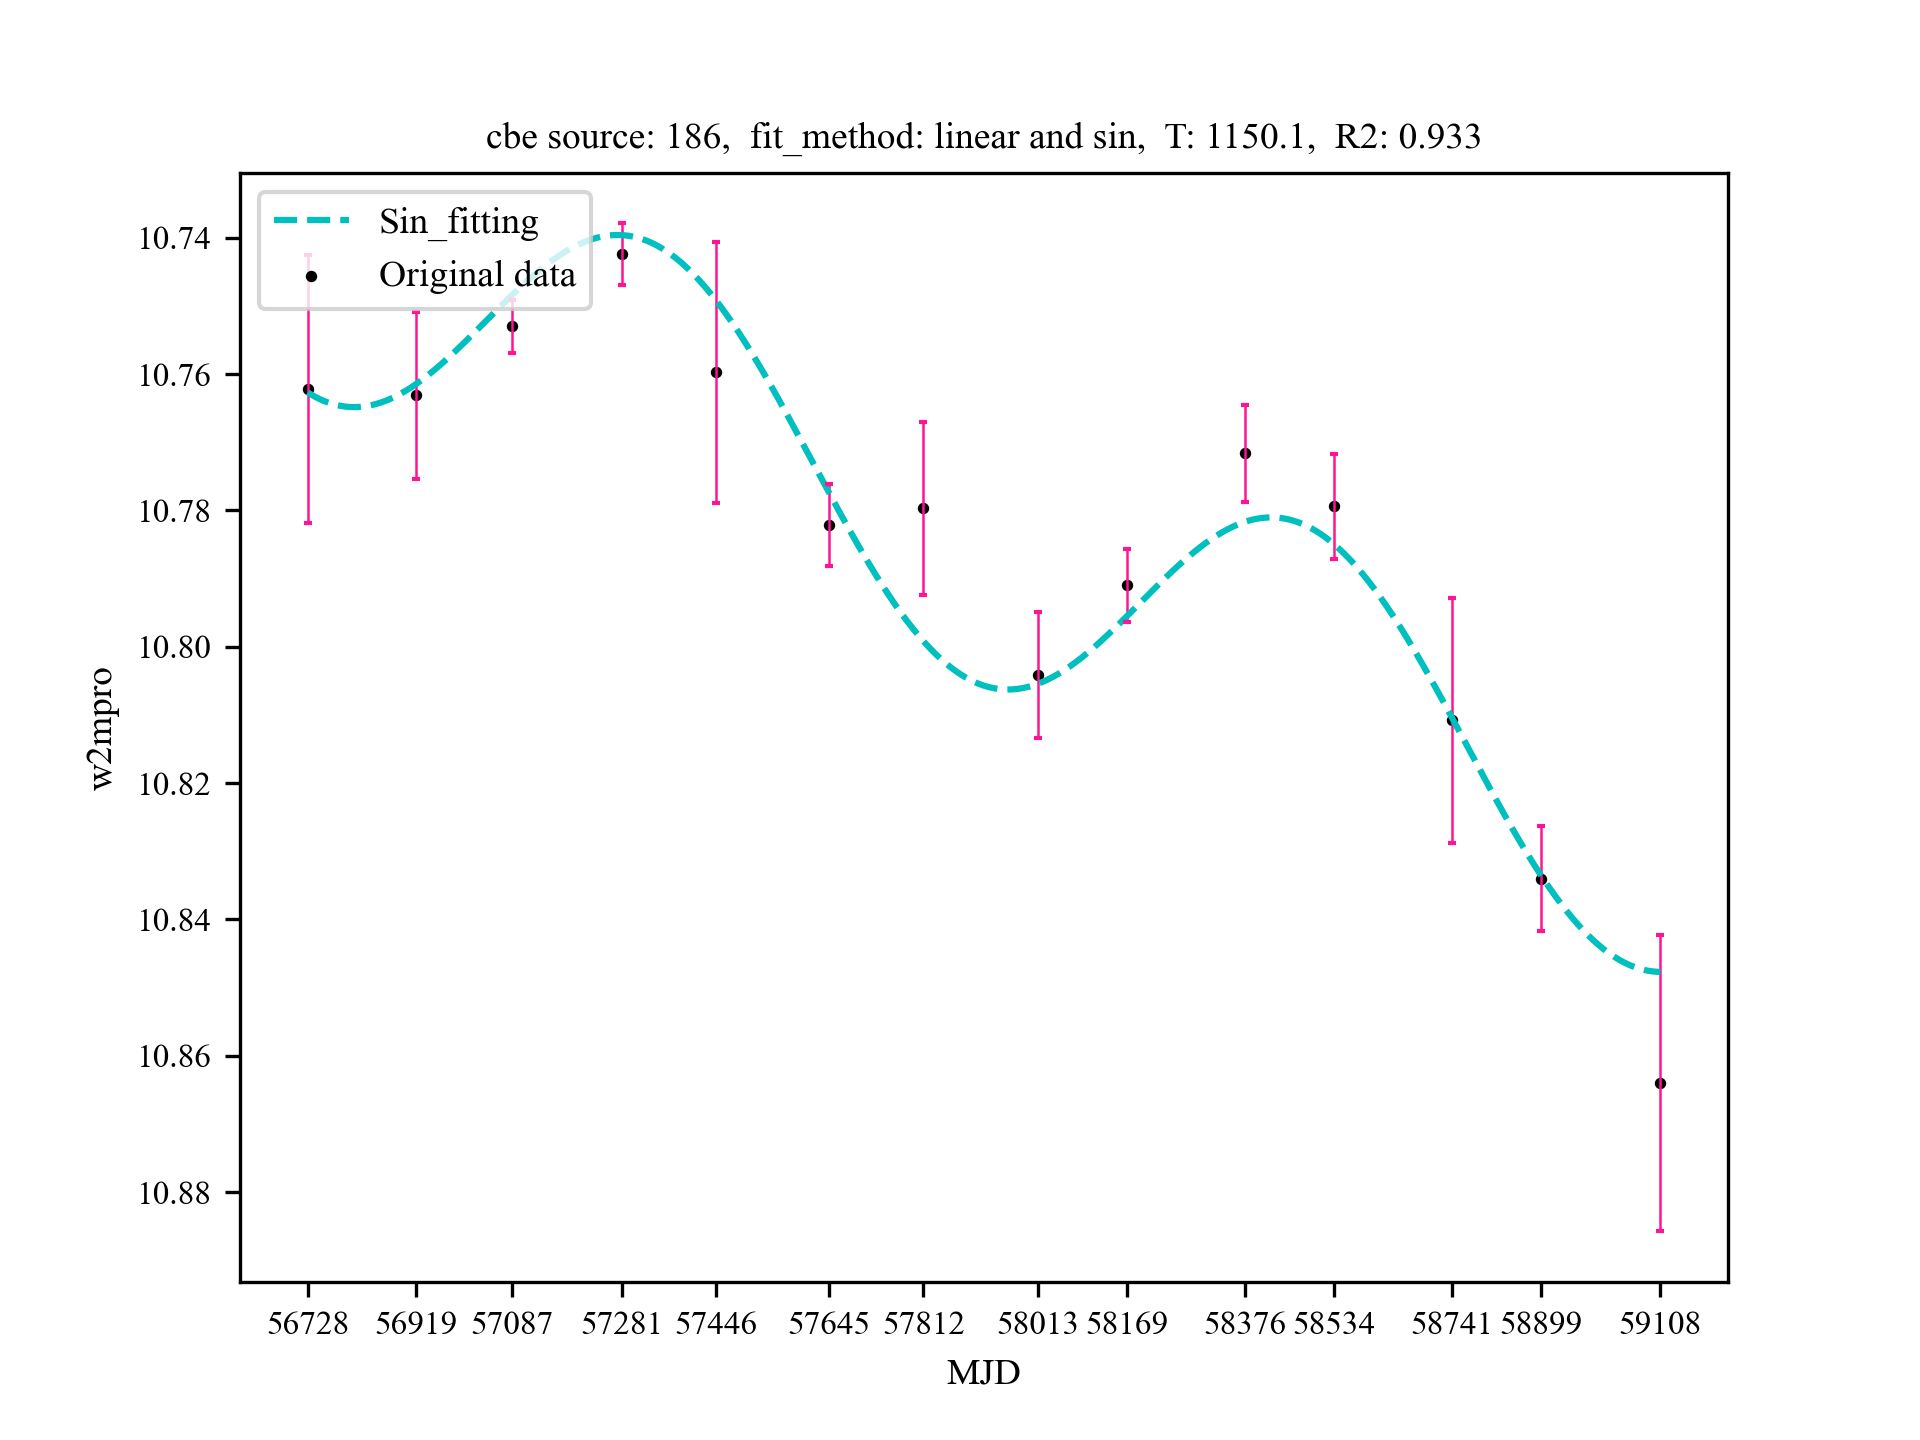 cbe source: 186, fit_method: linear and sin, T: 1150.1, R2: 0.933
Sin_fitting
Original data
10.74
10.76
10.78
10.80
10.82
10.84
10.86
10.88
w2mpro
56728 56919 57087 57281 57446 57645 57812 58013 58169 58376 58534 58741 58899 59108
MJD